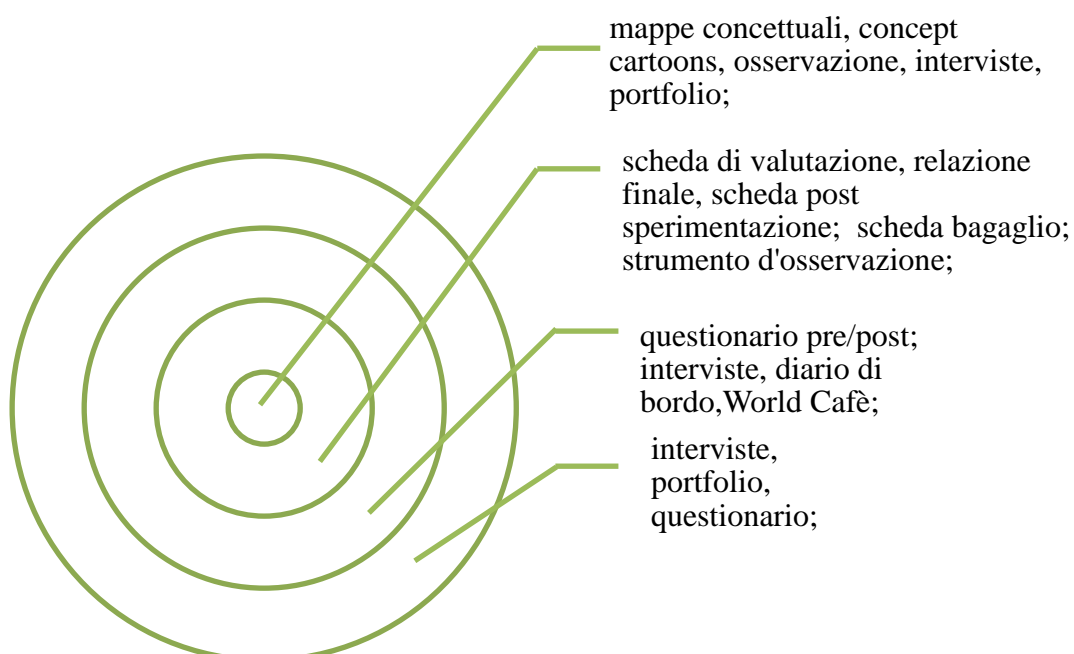 mappe concettuali, concept
cartoons, osservazione, interviste,
portfolio;
scheda di valutazione, relazione
finale, scheda post
sperimentazione;  scheda bagaglio;
strumento d'osservazione;
questionario pre/post;
interviste, diario di
bordo,World Cafè;
interviste,
portfolio,
questionario;